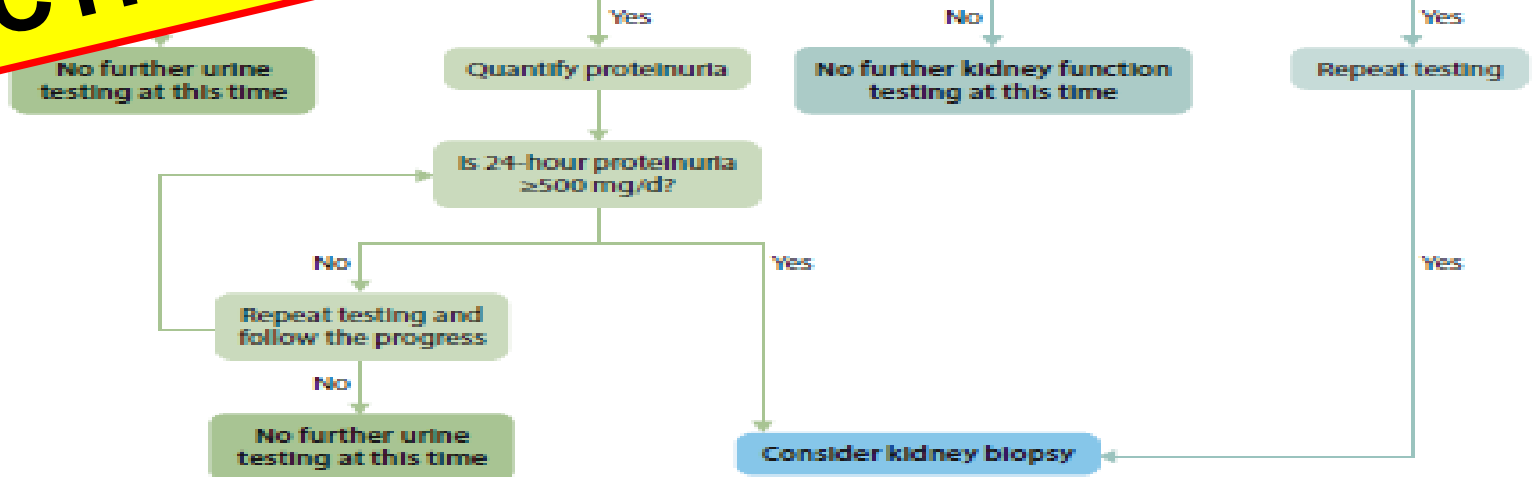 Yes
No
Yes
No further urine
testing at this time
Quantify proteinuria
No further kidney function
testing at this time
Repeat testing
Is 24-hour proteinuria
≥500 mg/d?
No
Yes
Yes
Repeat testing and
follow the progress
No
No further urine
testing at this time
Consider kidney biopsy